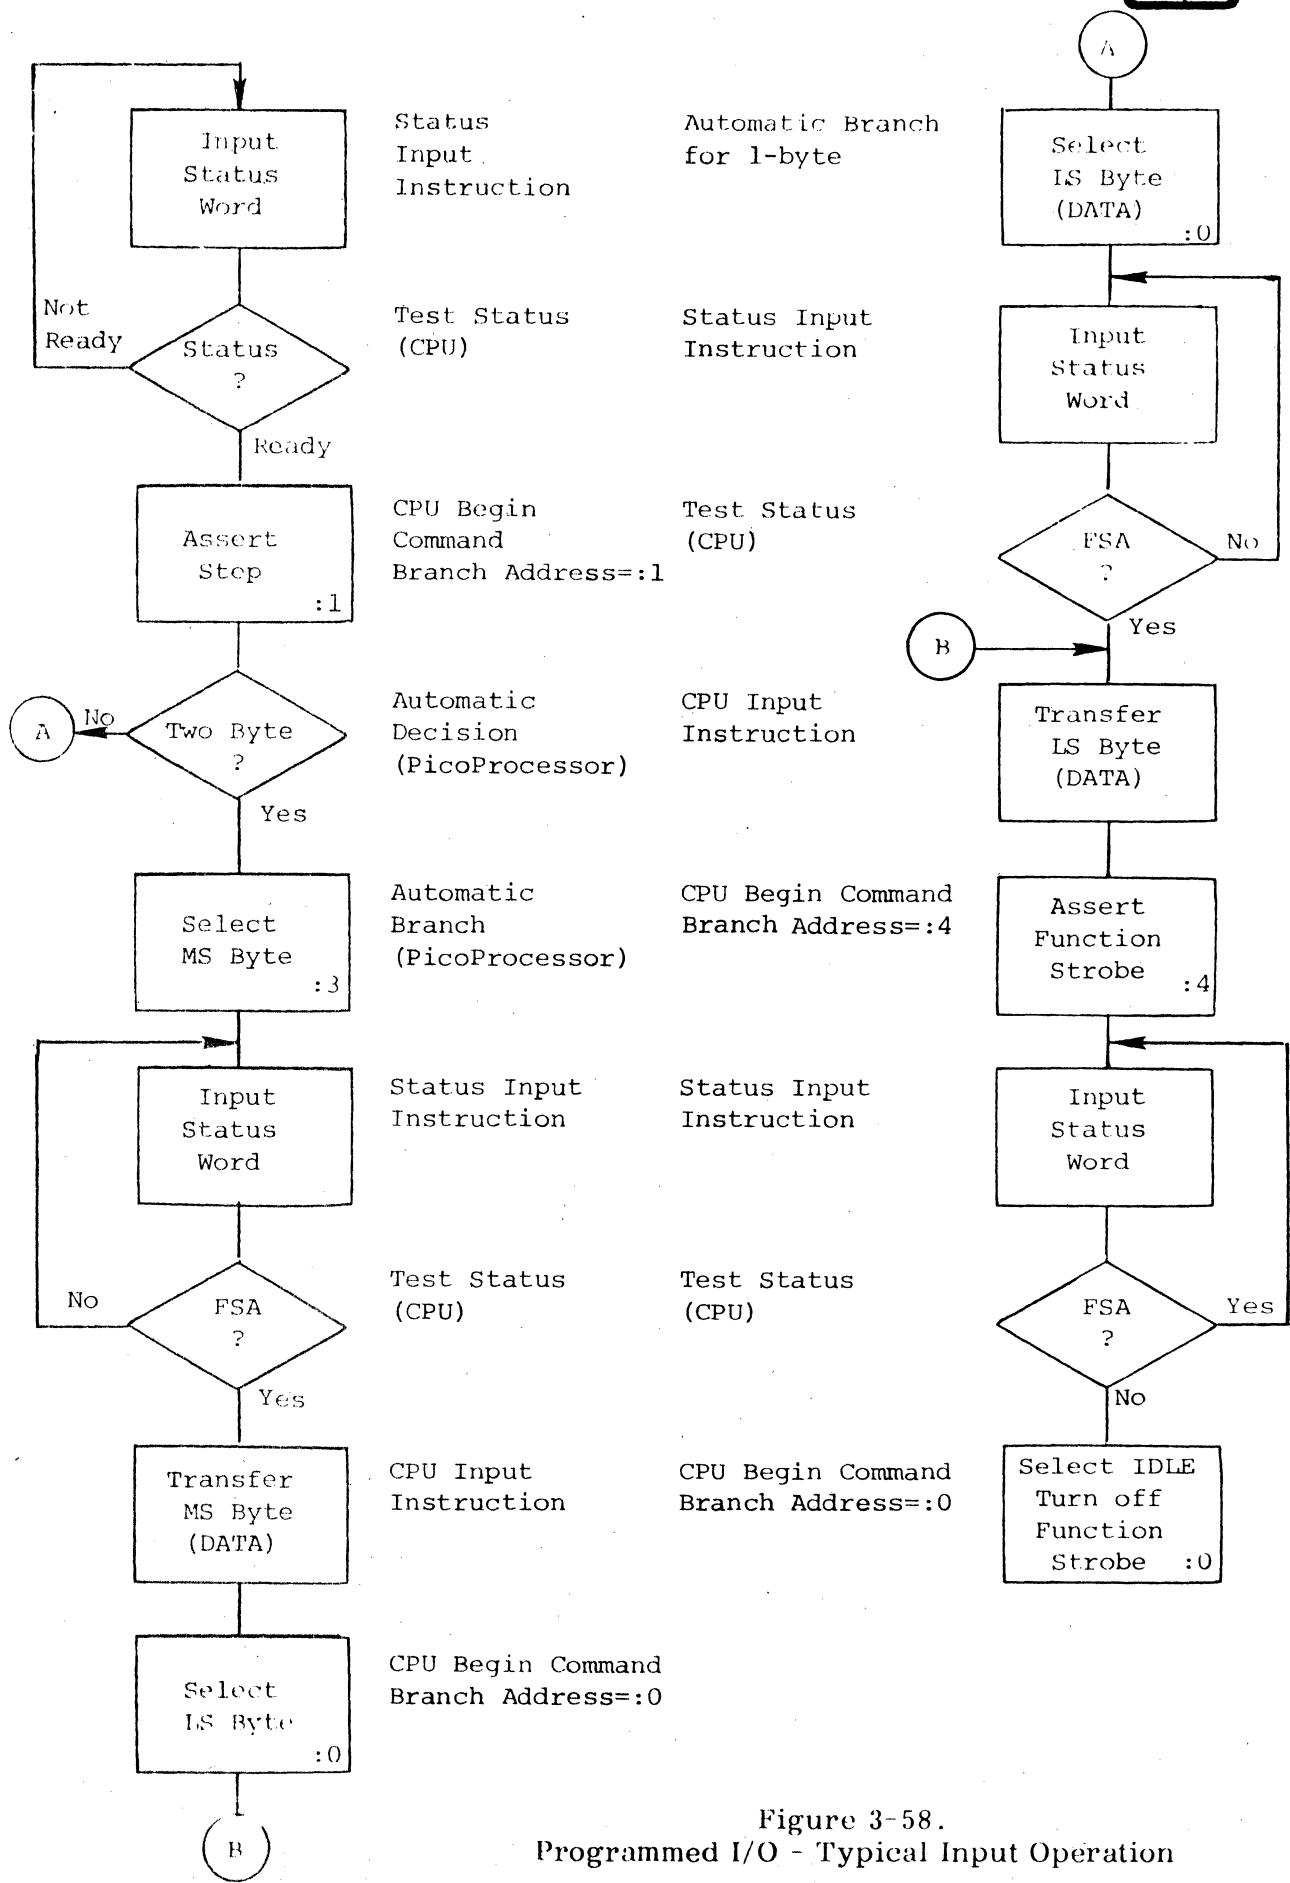 Input
Status
Word
Status
Input
Instruction
Not
Ready
Status
?
Test Status
(CPU)
Ready
Assert
Step
:1
CPU Begin
Command
Branch Address=:1
A
No
Two Byte
?
Automatic
Decision
(PicoProcessor)
Yes
Select
MS Byte
:3
Automatic
Branch
(PicoProcessor)
Input
Status
Word
Status Input
Instruction
No
FSA
?
Test Status
(CPU)
Yes
Transfer
MS Byte
(DATA)
CPU Input
Instruction
Select
LS Byte
:0
CPU Begin Command
Branch Address=:0
B
A
Automatic Branch
for 1-byte
Select
LS Byte
(DATA)
:0
Status Input
Instruction
Input
Status
Word
Test Status
(CPU)
FSA
?
No
Yes
B
CPU Input
Instruction
Transfer
LS Byte
(DATA)
CPU Begin Command
Branch Address=:4
Assert
Function
Strobe
:4
Status Input
Instruction
Input
Status
Word
Test Status
(CPU)
FSA
?
Yes
No
CPU Begin Command
Branch Address=:0
Select IDLE
Turn off
Function
Strobe :0
Figure 3-58.
Programmed I/O - Typical Input Operation